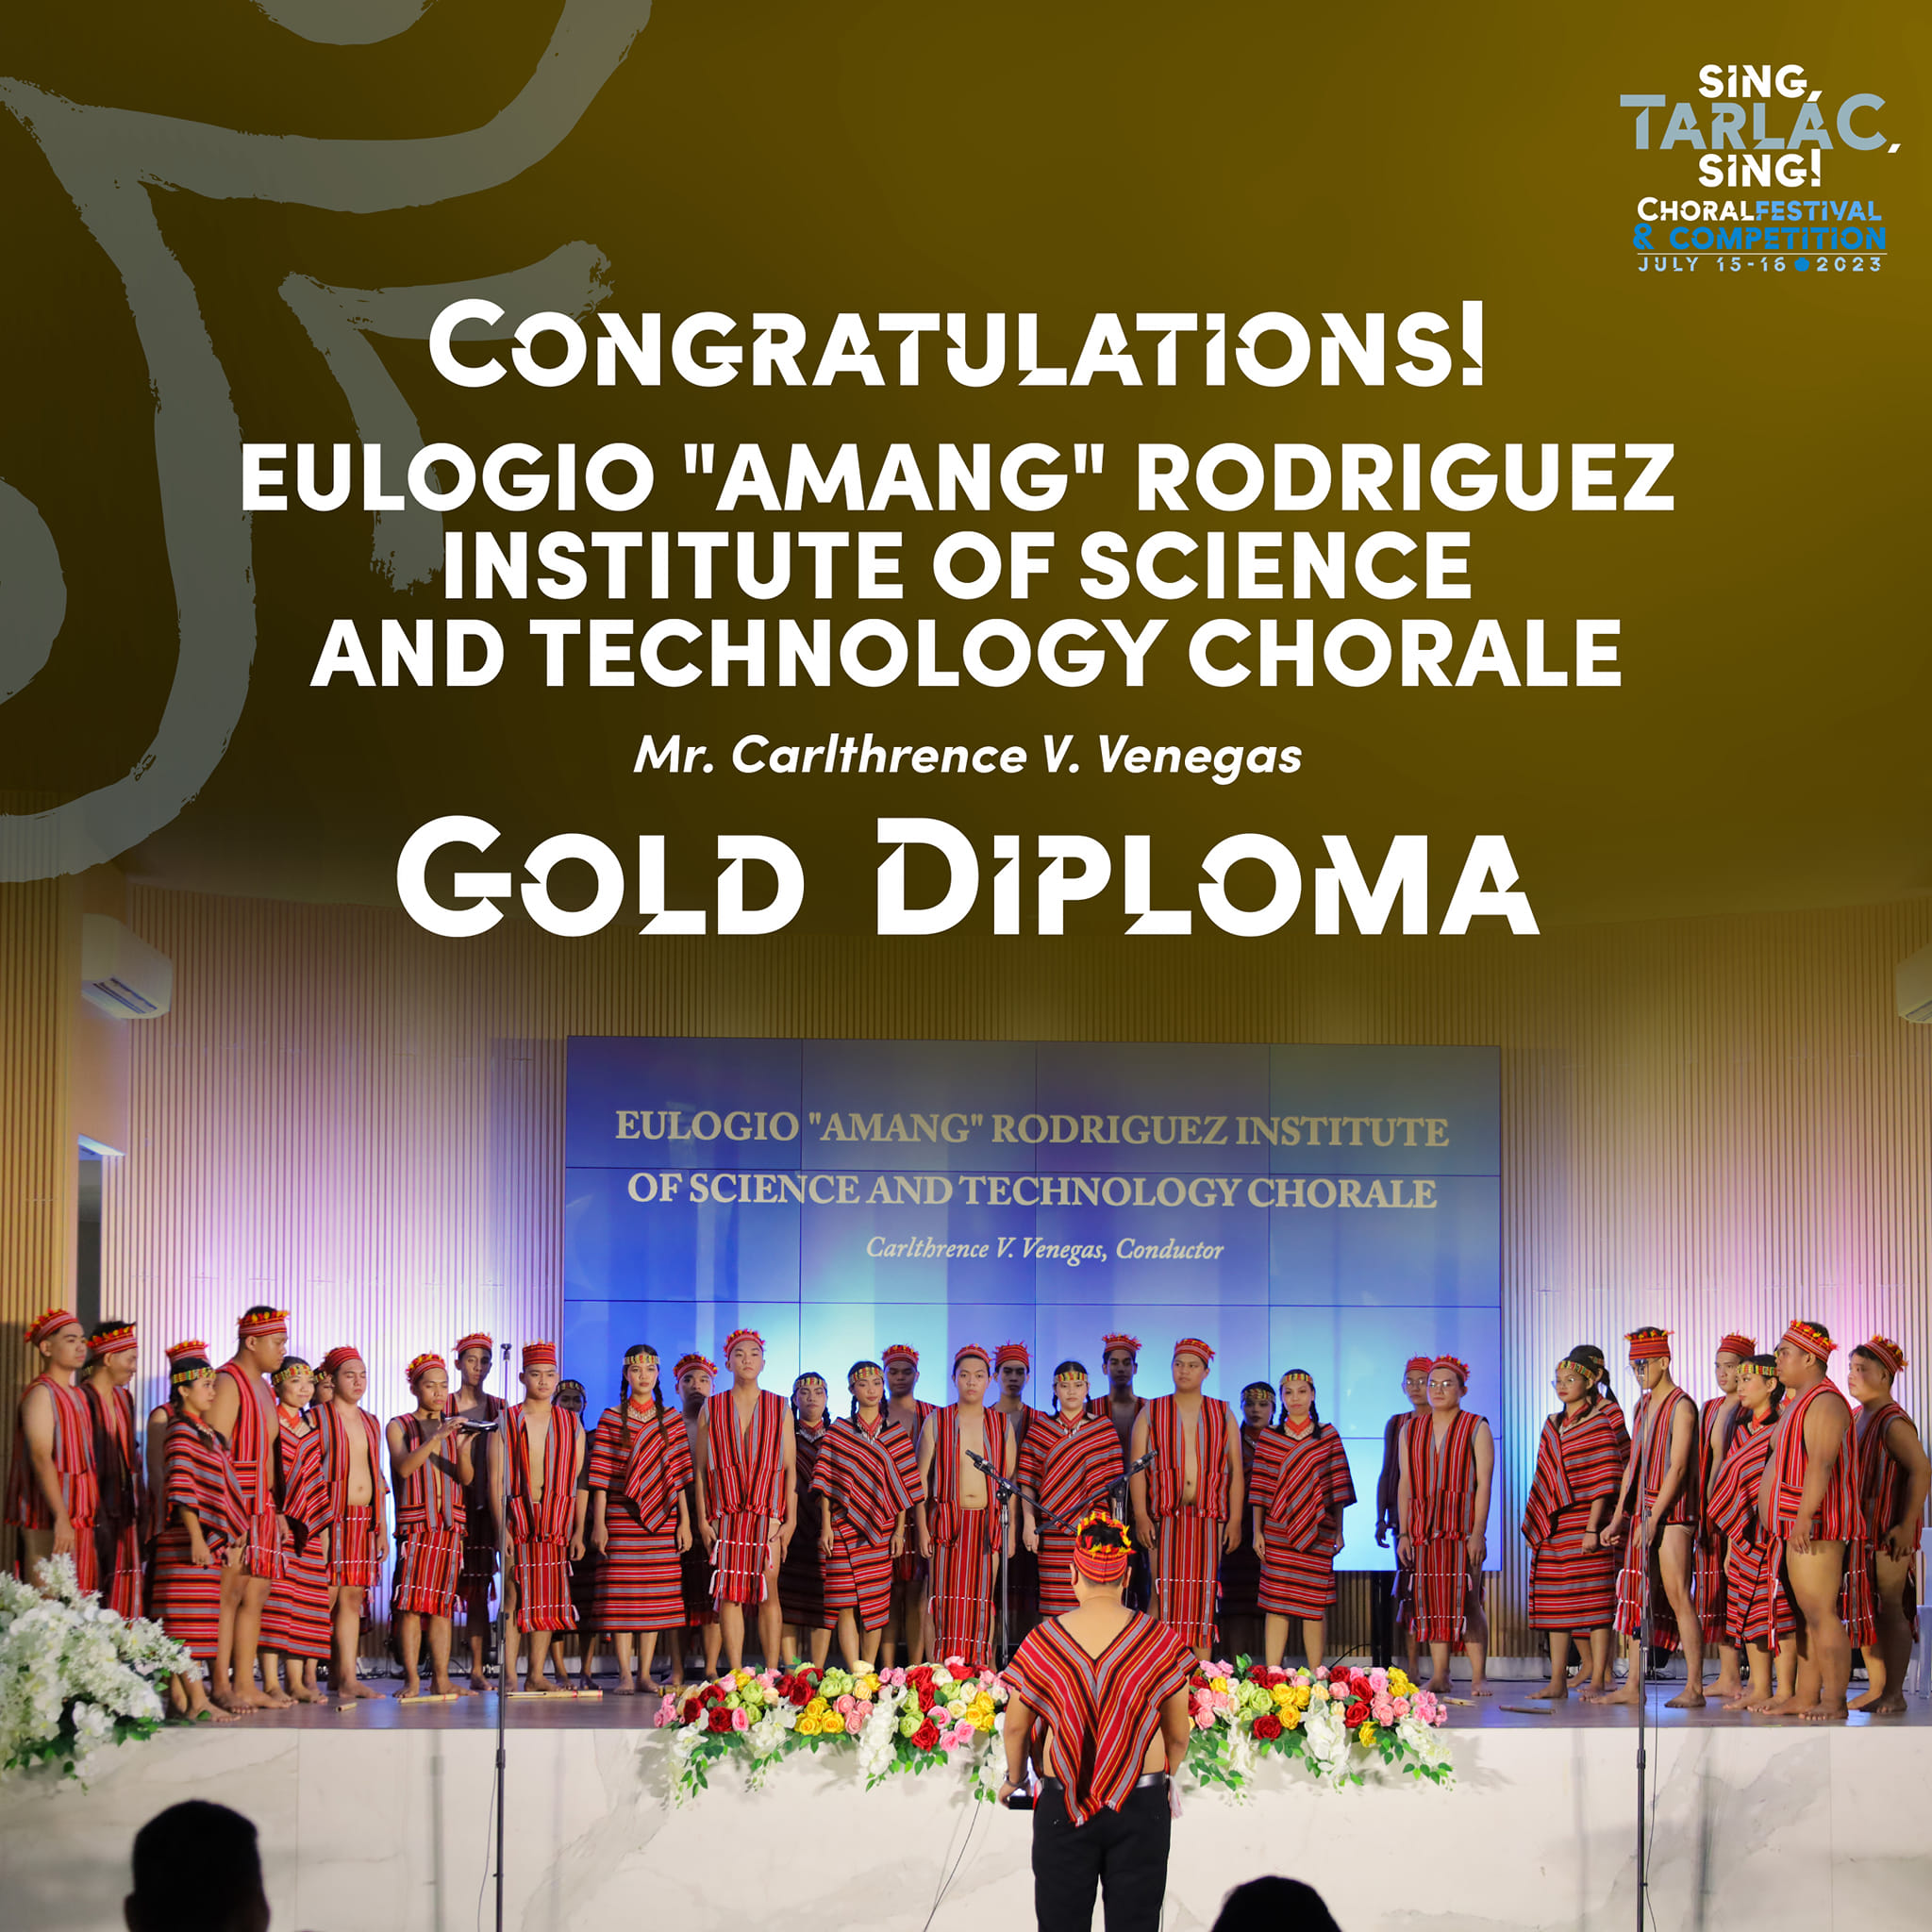 SING,
TARLAC,
SING!
CHORALFESTIVAL
& COMPETITION
JULY 15-16 2023
CONGRATULATIONS!
EULOGIO "AMANG" RODRIGUEZ
INSTITUTE OF SCIENCE
AND TECHNOLOGY CHORALE
Mr. Carlthrence V. Venegas
GOLD DIPLOMA
EULOGIO "AMANG" RODRIGUEZ INSTITUTE
OF SCIENCE AND TECHNOLOGY CHORALE
Carlthrence V. Venegas, Conductor